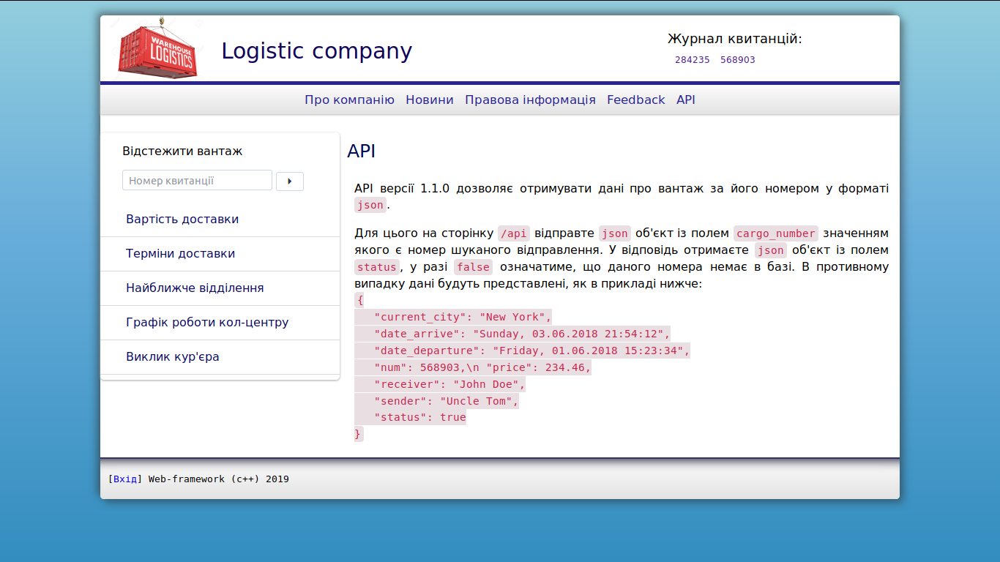 WAREHOUSE
LOGISTICS
Logistic company
Журнал квитанцій:
284235 568903
Про компанію Новини Правова інформація Feedback API
Відстежити вантаж
Номер квитанції
Вартість доставки
Терміни доставки
Найближче відділення
Графік роботи кол-центру
Виклик кур'єра
API
API версії 1.1.0 дозволяє отримувати дані про вантаж за його номером у форматі
json.
Для цього на сторінку /api відправте json об'єкт із полем cargo_number значенням
якого є номер шуканого відправлення. У відповідь отримаєте json об'єкт із полем
status, у разі false означатиме, що даного номера немає в базі. В противному
випадку дані будуть представлені, як в прикладі нижче:
{
"current_city": "New York",
"date_arrive": "Sunday, 03.06.2018 21:54:12",
"date_departure": "Friday, 01.06.2018 15:23:34",
"num": 568903,\n "price": 234.46,
"receiver": "John Doe",
"sender": "Uncle Tom",
"status": true
}
[Вхід] Web-framework (c++) 2019